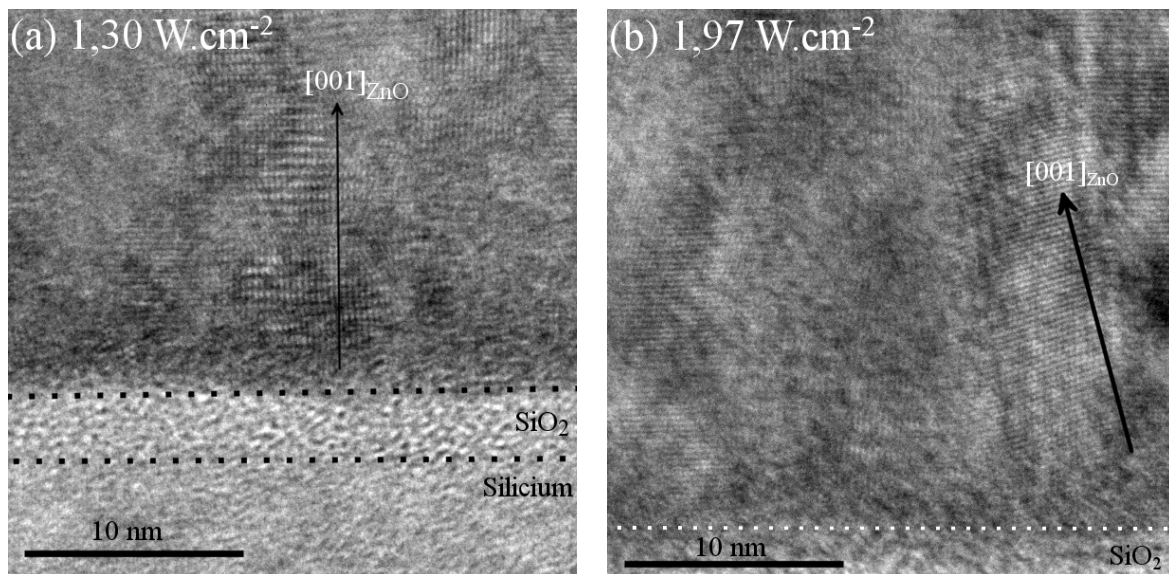 (a) 1,30 W.cm⁻²
[001]ZnO
SiO₂
Silicium
10 nm
(b) 1,97 W.cm⁻²
[001]ZnO
10 nm
SiO₂